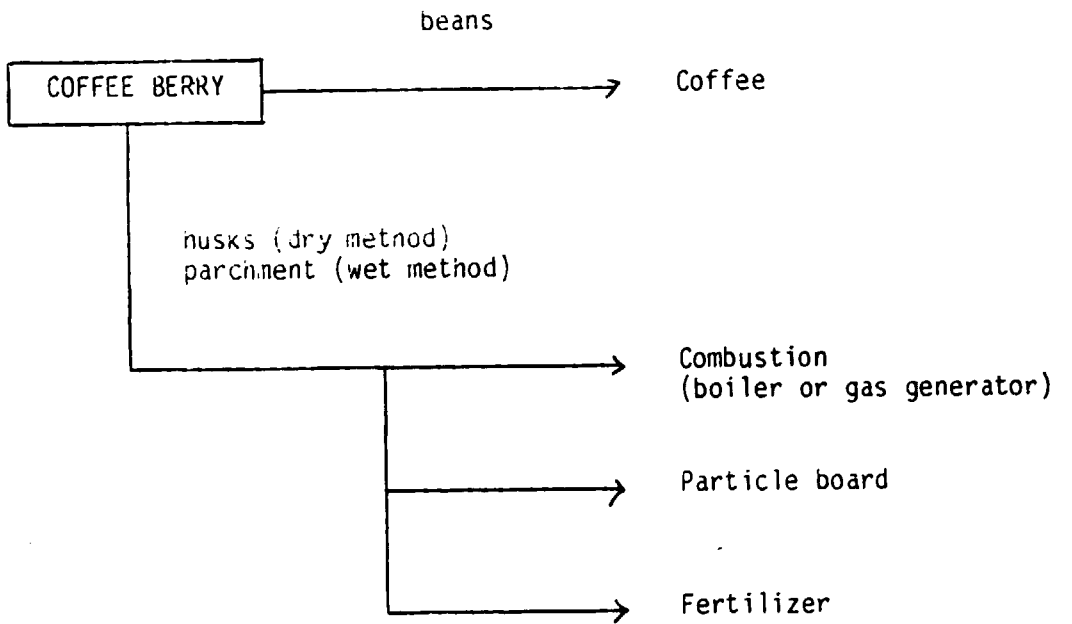 beans
COFFEE BERRY
Coffee
husks (dry method)
parchment (wet method)
Combustion
(boiler or gas generator)
Particle board
Fertilizer